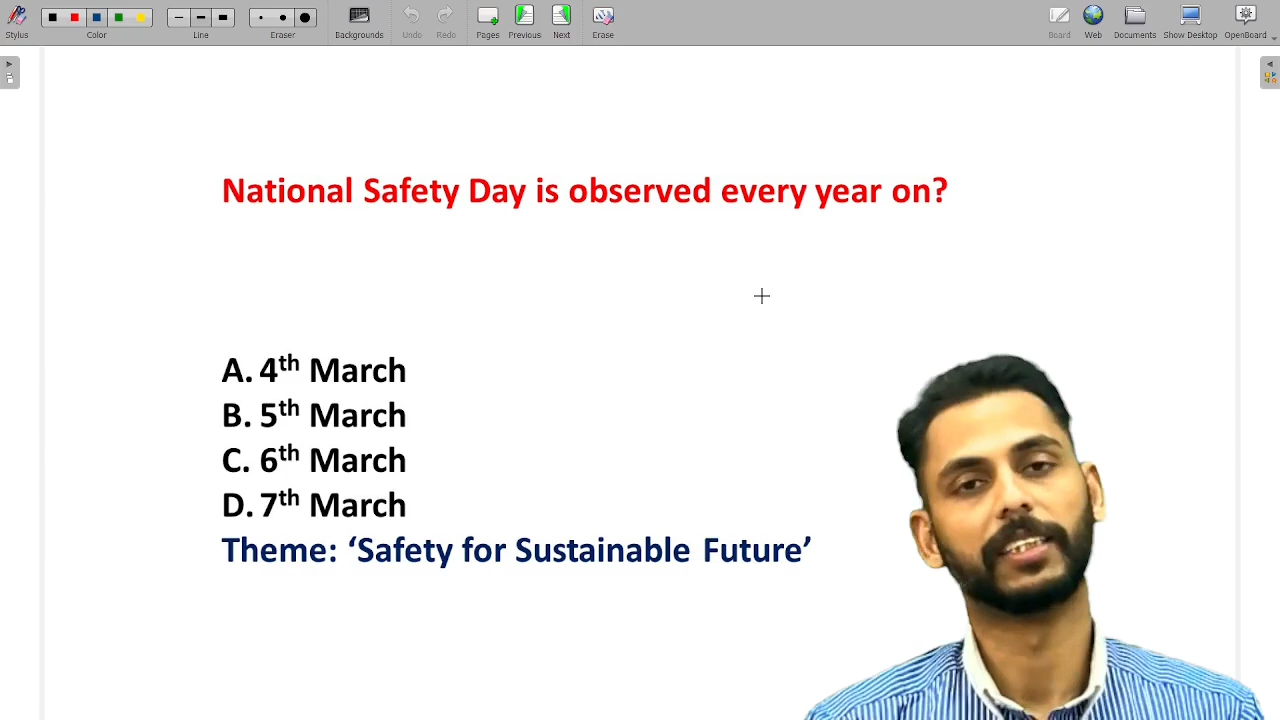 Stylus Color Line Eraser Backgrounds Undo Redo Pages Previous Next Erase Board Web Documents Show Desktop OpenBoard
National Safety Day is observed every year on?
A. 4th March
B. 5th March
C. 6th March
D. 7th March
Theme: ‘Safety for Sustainable Future’